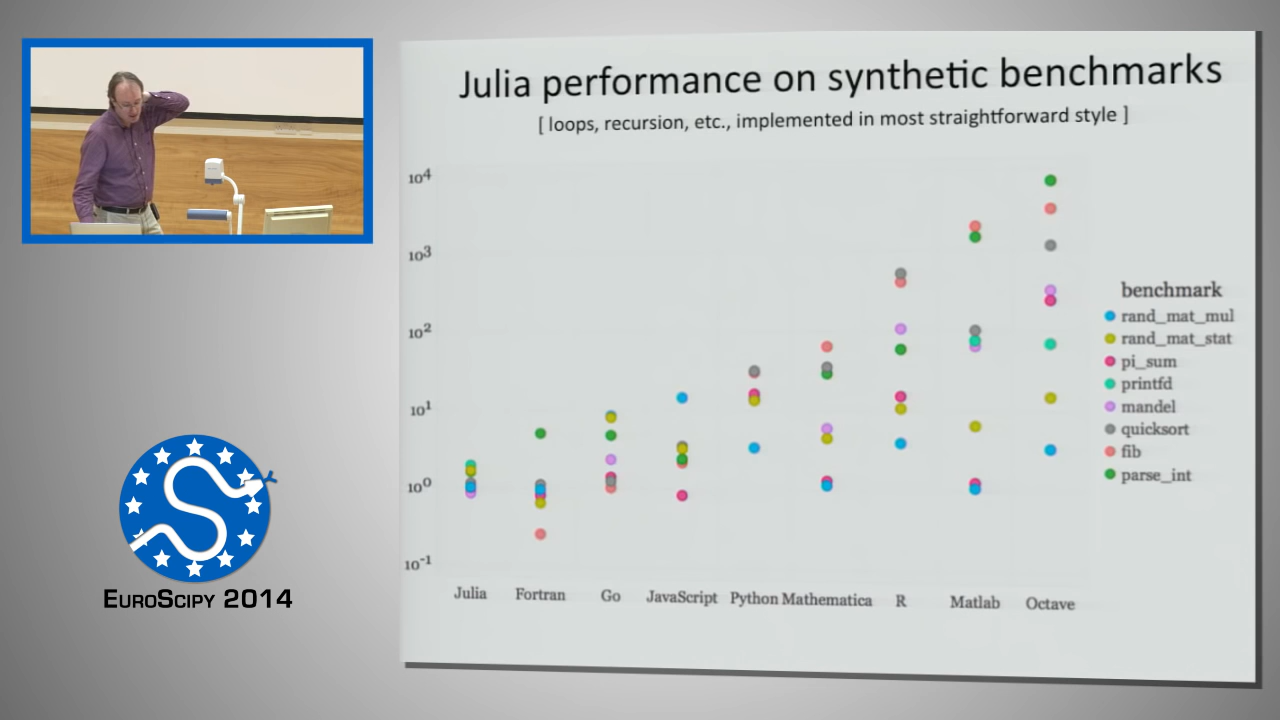 Julia performance on synthetic benchmarks
[ loops, recursion, etc., implemented in most straightforward style ]
10⁴
10³
10²
10¹
10⁰
10⁻¹
Julia Fortran Go JavaScript Python Mathematica R Matlab Octave
benchmark
rand_mat_mul
rand_mat_stat
pi_sum
printfd
mandel
quicksort
fib
parse_int
EuroScipy 2014